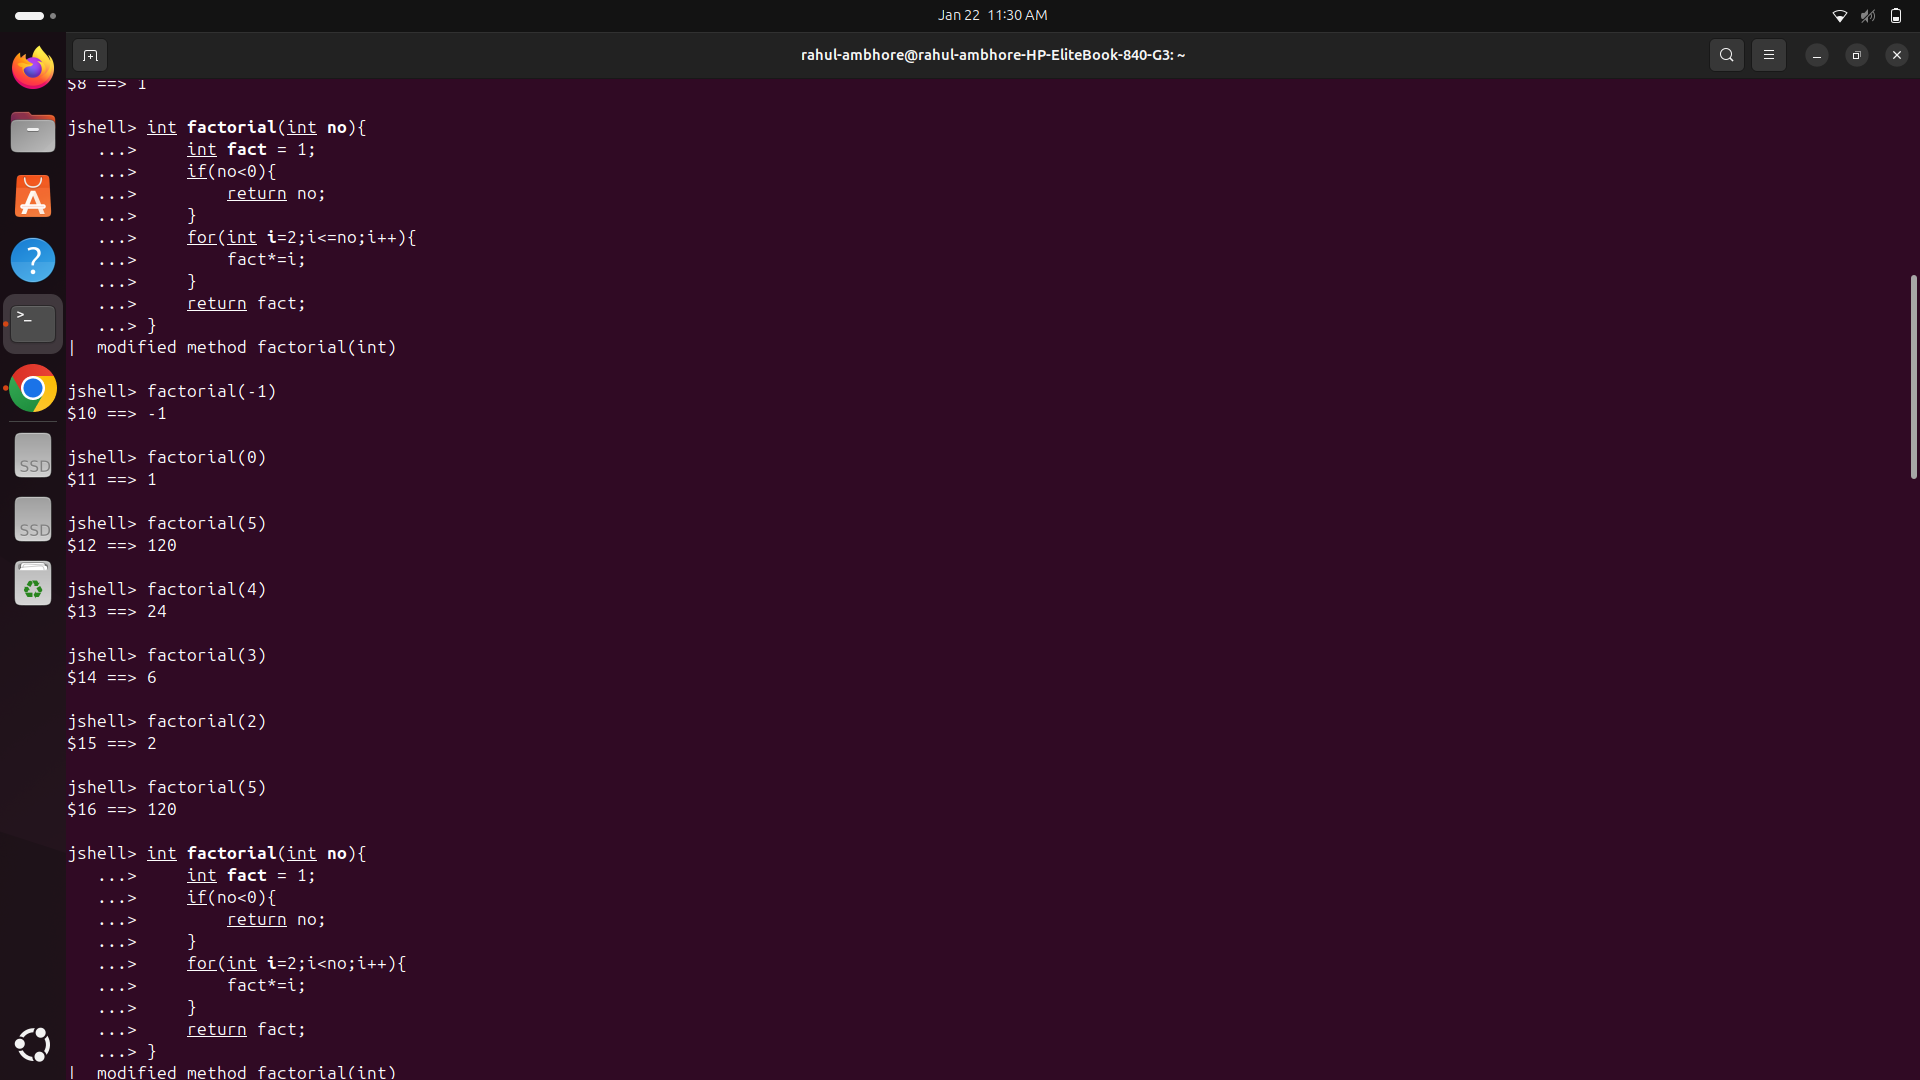 Jan 22 11:30 AM
rahul-ambhore@rahul-ambhore-HP-EliteBook-840-G3: ~
$8 ==> 1
jshell> int factorial(int no){
   ...>     int fact = 1;
   ...>     if(no<0){
   ...>         return no;
   ...>     }
   ...>     for(int i=2;i<=no;i++){
   ...>         fact*=i;
   ...>     }
   ...>     return fact;
   ...> }
|  modified method factorial(int)
jshell> factorial(-1)
$10 ==> -1
jshell> factorial(0)
$11 ==> 1
jshell> factorial(5)
$12 ==> 120
jshell> factorial(4)
$13 ==> 24
jshell> factorial(3)
$14 ==> 6
jshell> factorial(2)
$15 ==> 2
jshell> factorial(5)
$16 ==> 120
jshell> int factorial(int no){
   ...>     int fact = 1;
   ...>     if(no<0){
   ...>         return no;
   ...>     }
   ...>     for(int i=2;i<no;i++){
   ...>         fact*=i;
   ...>     }
   ...>     return fact;
   ...> }
|  modified method factorial(int)
SSD
SSD